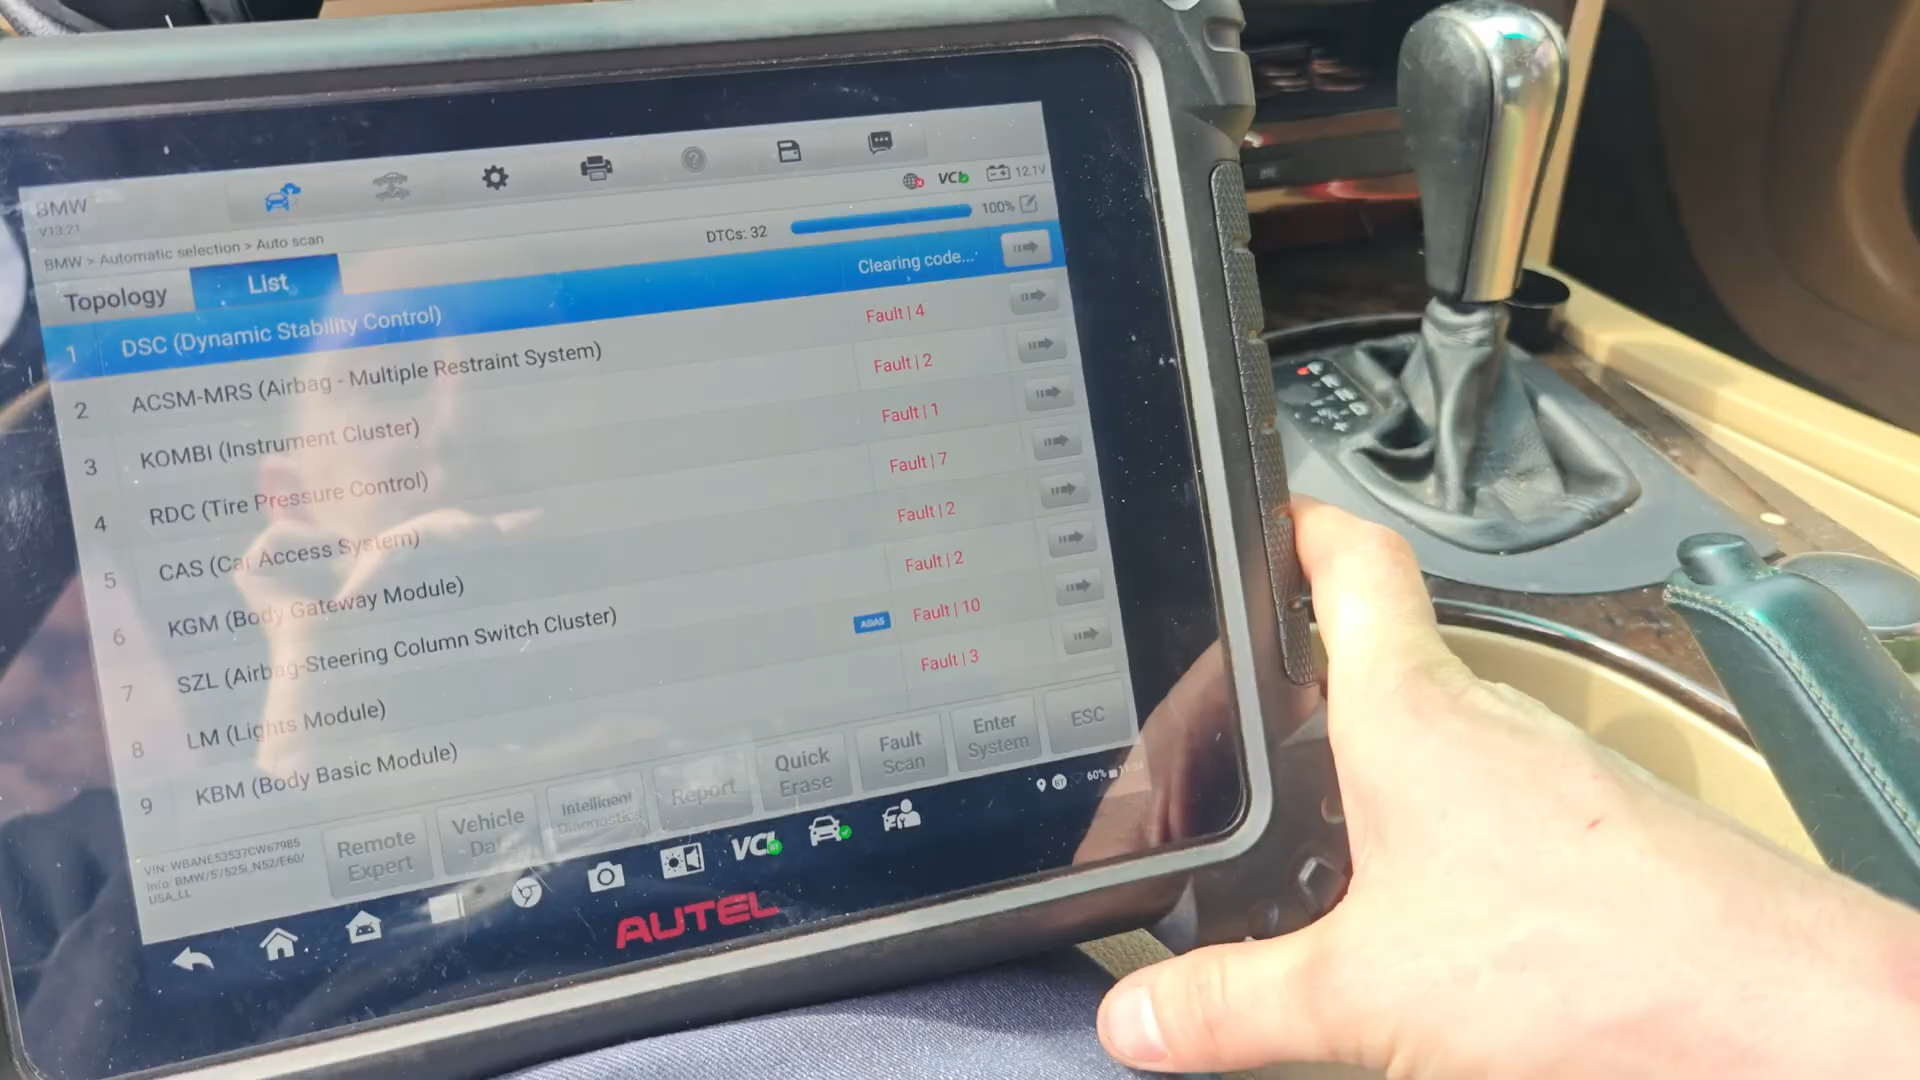 BMW
V13.21
VCI
12.1V
BMW > Automatic selection > Auto scan
DTCs: 32
100%
Topology
List
1 DSC (Dynamic Stability Control) Clearing code...
2 ACSM-MRS (Airbag - Multiple Restraint System) Fault | 4
3 KOMBI (Instrument Cluster) Fault | 2
4 RDC (Tire Pressure Control) Fault | 1
5 CAS (Car Access System) Fault | 7
6 KGM (Body Gateway Module) Fault | 2
7 SZL (Airbag-Steering Column Switch Cluster) ADAS Fault | 2
8 LM (Lights Module) Fault | 10
9 KBM (Body Basic Module) Fault | 3
VIN: WBANE53537CW67985
Info: BMW/5'/525i_N52/E60/
USA_LL
Remote
Expert
Vehicle
Intelligent
Diagnostics
Report
Quick
Erase
Fault
Scan
Enter
System
ESC
60%
VCI
BT
AUTEL
P
R
N
D